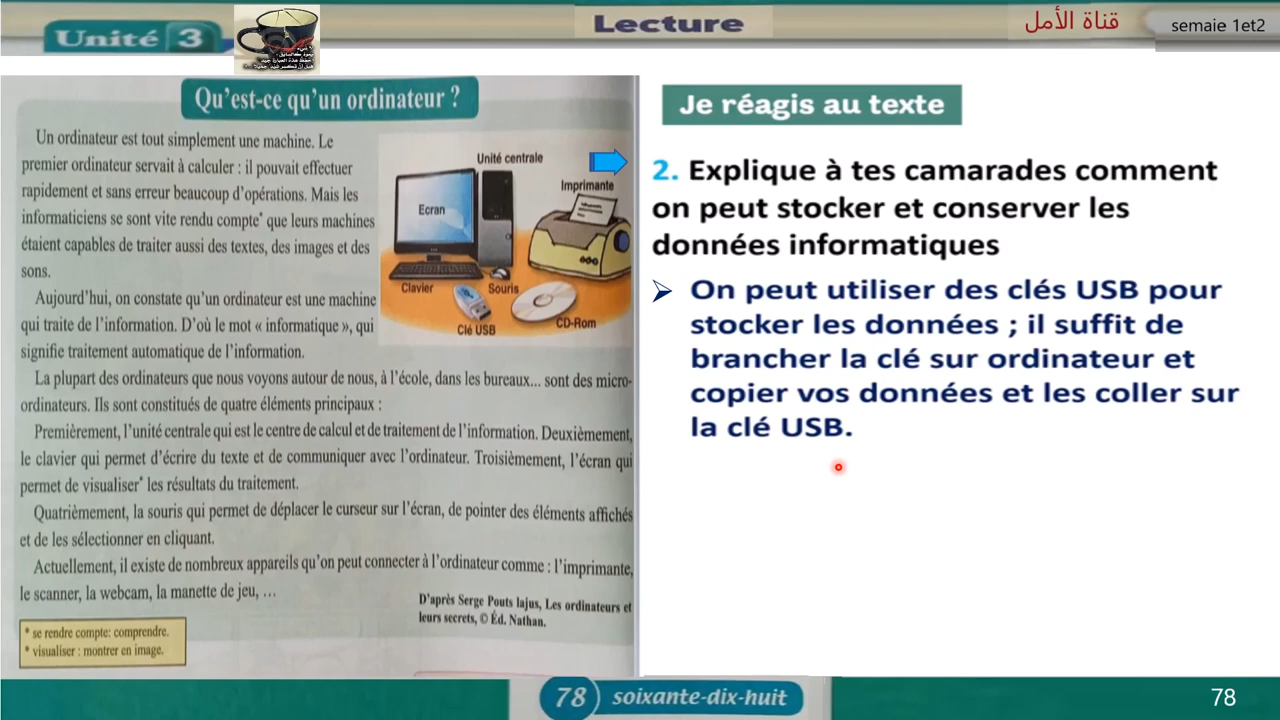 Unité 3
Lecture
قناة الأمل
semaie 1et2
Qu'est-ce qu'un ordinateur ?
Un ordinateur est tout simplement une machine. Le
premier ordinateur servait à calculer : il pouvait effectuer
rapidement et sans erreur beaucoup d'opérations. Mais les
informaticiens se sont vite rendu compte* que leurs machines
étaient capables de traiter aussi des textes, des images et des
sons.
Aujourd'hui, on constate qu'un ordinateur est une machine
qui traite de l'information. D'où le mot « informatique », qui
signifie traitement automatique de l'information.
La plupart des ordinateurs que nous voyons autour de nous, à l'école, dans les bureaux... sont des micro-
ordinateurs. Ils sont constitués de quatre éléments principaux :
Premièrement, l'unité centrale qui est le centre de calcul et de traitement de l'information. Deuxièmement,
le clavier qui permet d'écrire du texte et de communiquer avec l'ordinateur. Troisièmement, l'écran qui
permet de visualiser* les résultats du traitement.
Quatrièmement, la souris qui permet de déplacer le curseur sur l'écran, de pointer des éléments affichés
et de les sélectionner en cliquant.
Actuellement, il existe de nombreux appareils qu'on peut connecter à l'ordinateur comme : l'imprimante,
le scanner, la webcam, la manette de jeu, ...
D'après Serge Pouts lajus, Les ordinateurs et
leurs secrets, © Éd. Nathan.
* se rendre compte: comprendre.
* visualiser : montrer en image.
Unité centrale
Imprimante
Ecran
Clavier
Souris
Clé USB
CD-Rom
Je réagis au texte
2. Explique à tes camarades comment
on peut stocker et conserver les
données informatiques
➢ On peut utiliser des clés USB pour
stocker les données ; il suffit de
brancher la clé sur ordinateur et
copier vos données et les coller sur
la clé USB.
78 soixante-dix-huit
78